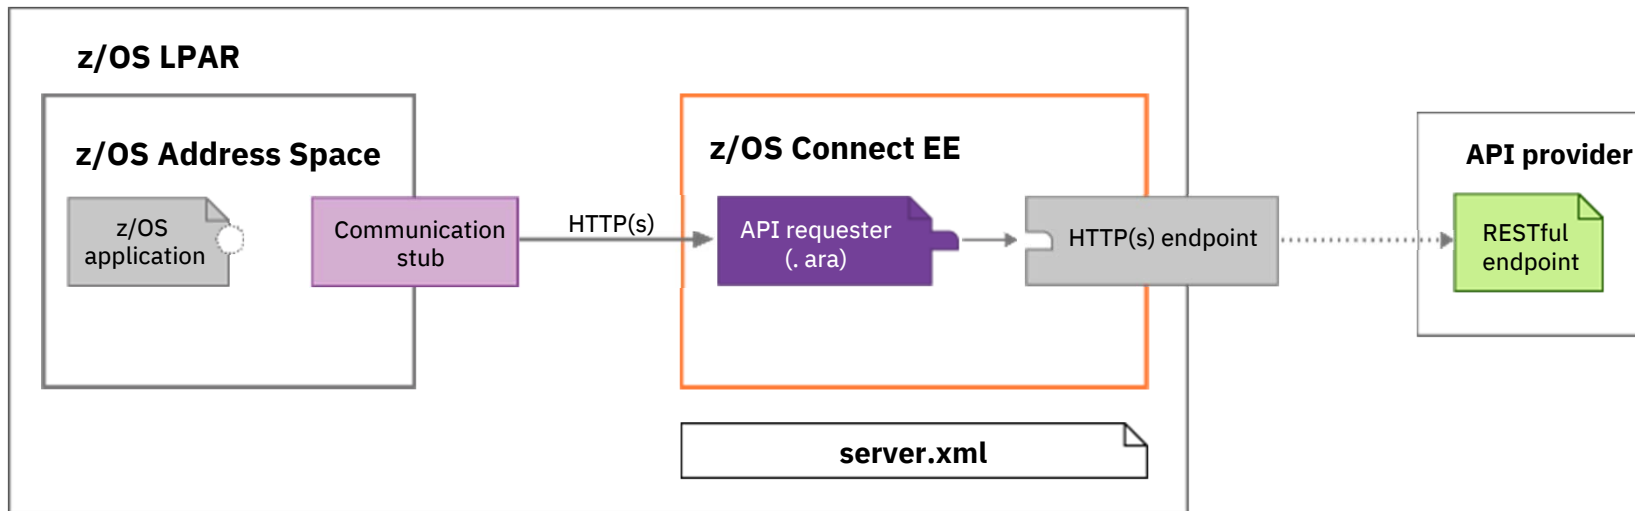 z/OS LPAR
z/OS Address Space
z/OS Connect EE
API provider
z/OS
application
Communication
stub
HTTP(s)
API requester
(. ara)
HTTP(s) endpoint
RESTful
endpoint
server.xml